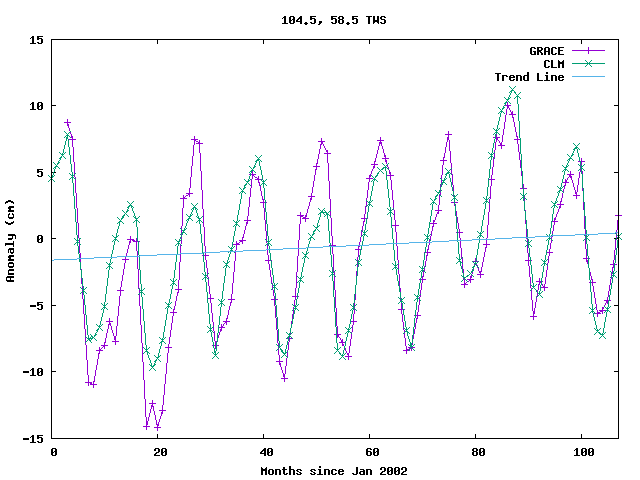 104.5, 58.5 TWS
GRACE
CLM
Trend Line
15
10
5
0
-5
-10
-15
Anomaly (cm)
0 20 40 60 80 100
Months since Jan 2002